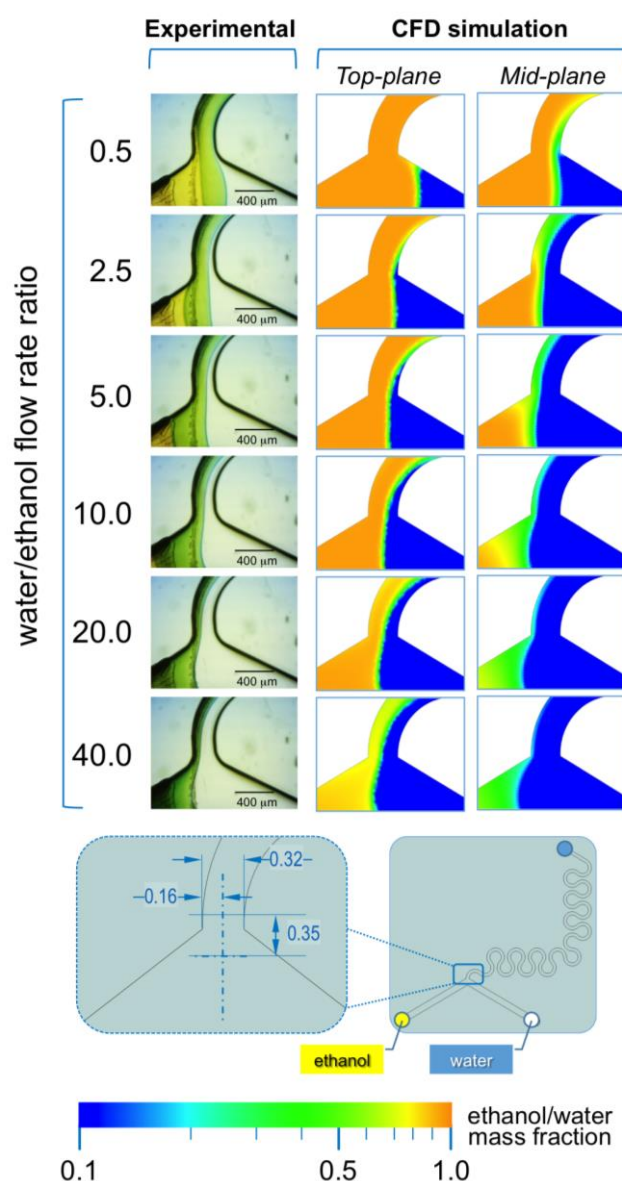 Experimental CFD simulation
Top-plane Mid-plane
water/ethanol flow rate ratio
0.5
400 μm
2.5
400 μm
5.0
400 μm
10.0
400 μm
20.0
400 μm
40.0
400 μm
0.32
0.16
0.35
ethanol water
ethanol/water
mass fraction
0.1 0.5 1.0